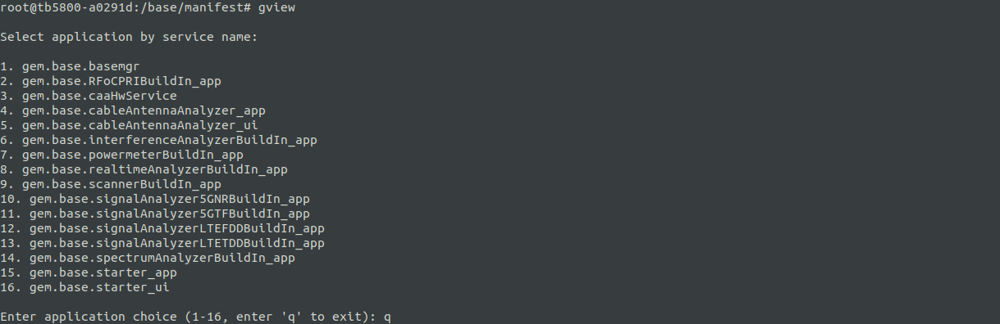 root@tb5800-a0291d:/base/manifest# gview
Select application by service name:
1. gem.base.basemgr
2. gem.base.RFoCPRIBuildIn_app
3. gem.base.caaHwService
4. gem.base.cableAntennaAnalyzer_app
5. gem.base.cableAntennaAnalyzer_ui
6. gem.base.interferenceAnalyzerBuildIn_app
7. gem.base.powermeterBuildIn_app
8. gem.base.realtimeAnalyzerBuildIn_app
9. gem.base.scannerBuildIn_app
10. gem.base.signalAnalyzer5GNRBuildIn_app
11. gem.base.signalAnalyzer5GTFBuildIn_app
12. gem.base.signalAnalyzerLTEFDDBuildIn_app
13. gem.base.signalAnalyzerLTETDDBuildIn_app
14. gem.base.spectrumAnalyzerBuildIn_app
15. gem.base.starter_app
16. gem.base.starter_ui
Enter application choice (1-16, enter 'q' to exit): q